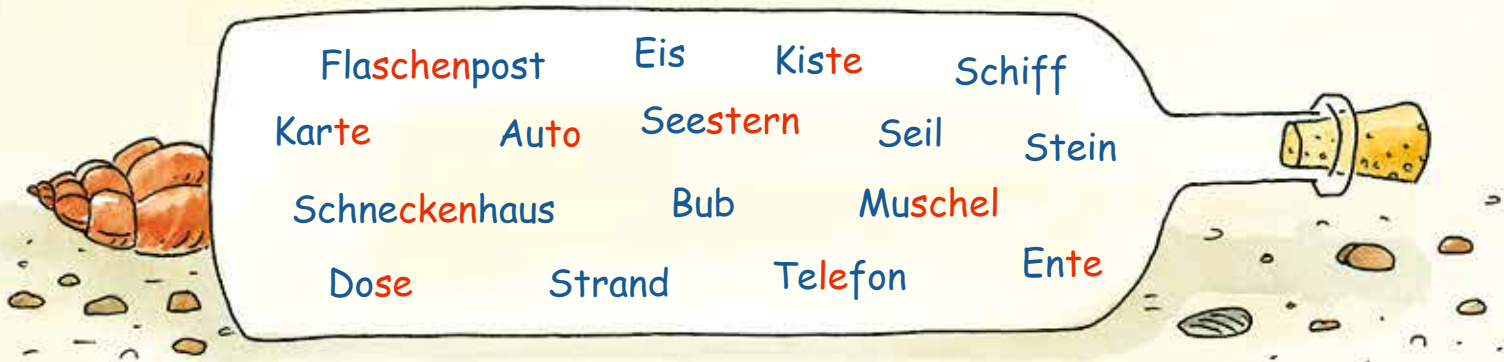 Flaschenpost Eis Kiste Schiff
Karte Auto Seestern Seil Stein
Schneckenhaus Bub Muschel
Dose Strand Telefon Ente